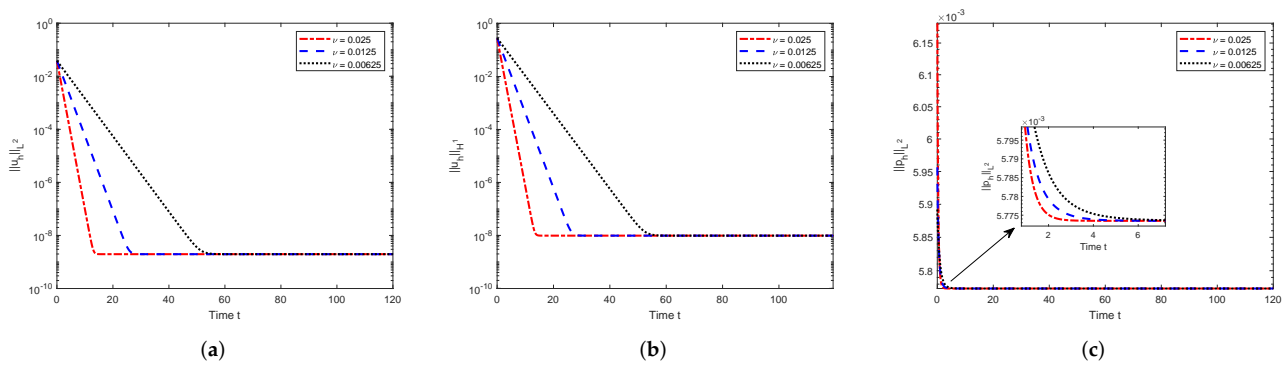 10^0
10^-2
10^-4
10^-6
10^-8
10^-10
||u_h||_L^2
0 20 40 60 80 100 120
Time t
ν = 0.025
ν = 0.0125
ν = 0.00625
(a)
10^0
10^-2
10^-4
10^-6
10^-8
10^-10
||u_h||_H^1
0 20 40 60 80 100
Time t
ν = 0.025
ν = 0.0125
ν = 0.00625
(b)
×10^-3
6.15
6.1
6.05
6
5.95
5.9
5.85
5.8
||p_h||_L^2
0 20 40 60 80 100 120
Time t
ν = 0.025
ν = 0.0125
ν = 0.00625
×10^-3
5.795
5.785
5.775
||p_h||_L^2
2 4 6
Time t
(c)